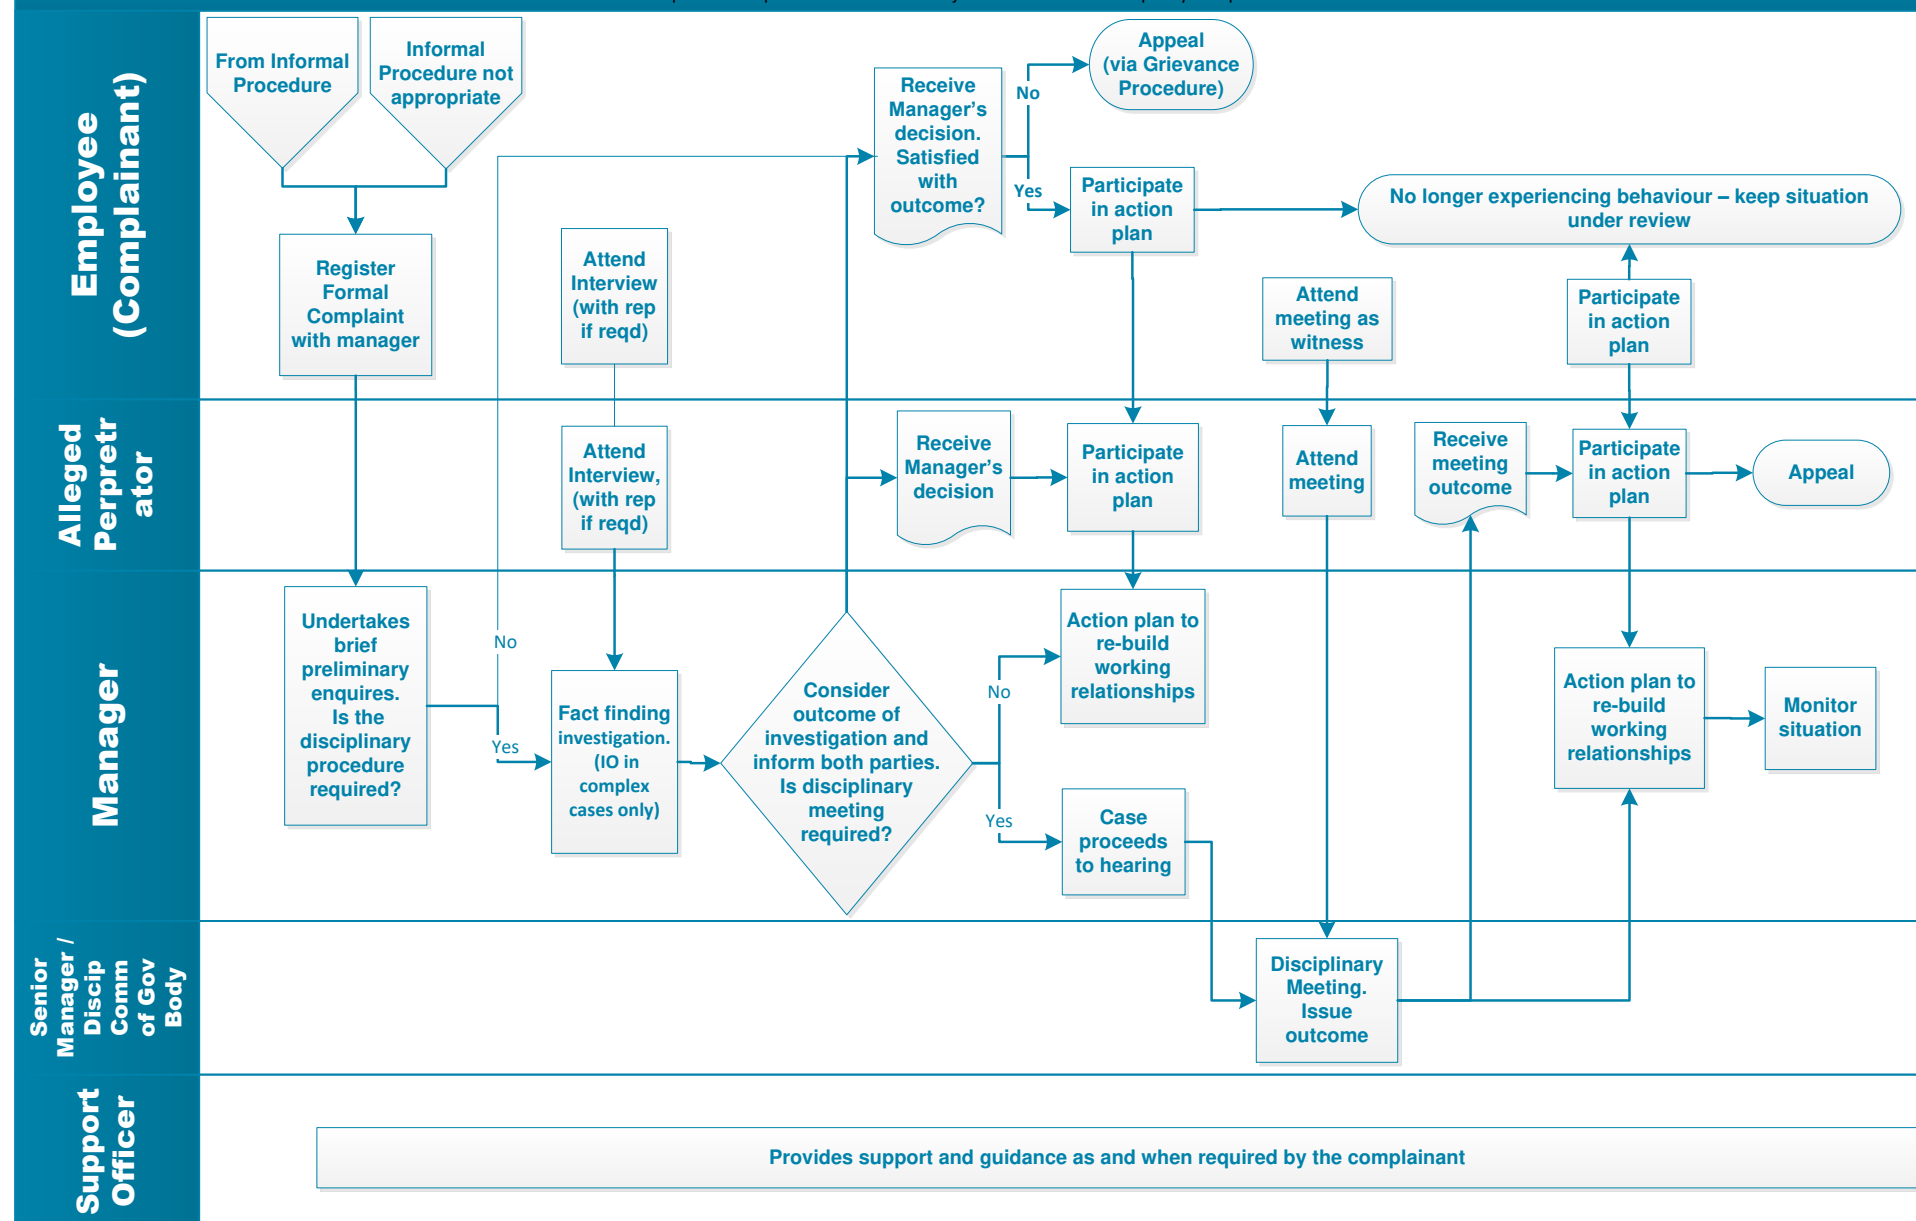 Employee
(Complainant)
From Informal
Procedure
Informal
Procedure not
appropriate
Register
Formal
Complaint
with manager
Attend
Interview
(with rep
if reqd)
Receive
Manager's
decision.
Satisfied
with
outcome?
No
Yes
Appeal
(via Grievance
Procedure)
Participate
in action
plan
No longer experiencing behaviour – keep situation
under review
Attend
meeting as
witness
Participate
in action
plan
Alleged
Perpretr
ator
Attend
Interview,
(with rep
if reqd)
Receive
Manager's
decision
Participate
in action
plan
Attend
meeting
Receive
meeting
outcome
Participate
in action
plan
Appeal
Manager
Undertakes
brief
preliminary
enquires.
Is the
disciplinary
procedure
required?
No
Yes
Fact finding
investigation.
(IO in
complex
cases only)
Consider
outcome of
investigation and
inform both parties.
Is disciplinary
meeting
required?
No
Yes
Action plan to
re-build
working
relationships
Case
proceeds
to hearing
Action plan to
re-build
working
relationships
Monitor
situation
Senior
Manager /
Discip
Comm
of Gov
Body
Disciplinary
Meeting.
Issue
outcome
Support
Officer
Provides support and guidance as and when required by the complainant